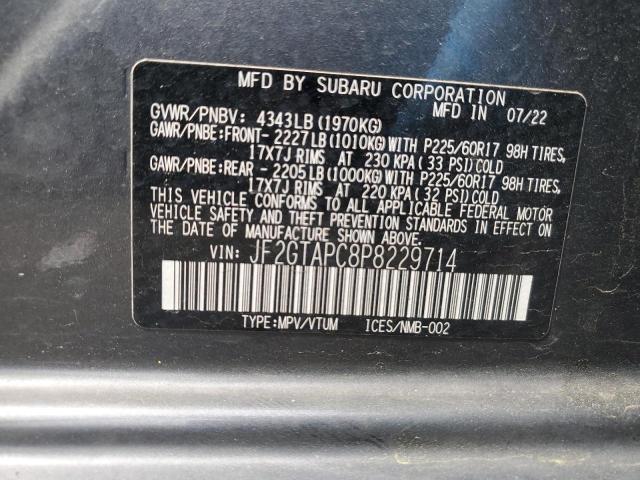 MFD BY SUBARU CORPORATION
MFD IN 07/22
GVWR/PNBV: 4343LB(1970KG)
GAWR/PNBE:FRONT-2227LB(1010KG)WITH P225/60R17 98H TIRES,
17X7J RIMS AT 230 KPA(33 PSI)COLD
GAWR/PNBE:REAR -2205LB(1000KG)WITH P225/60R17 98H TIRES,
17X7J RIMS AT 220 KPA(32 PSI)COLD
THIS VEHICLE CONFORMS TO ALL APPLICABLE FEDERAL MOTOR
VEHICLE SAFETY AND THEFT PREVENTION STANDARDS IN EFFECT ON
THE DATE OF MANUFACTURE SHOWN ABOVE.
VIN: JF2GTAPC8P8229714
TYPE:MPV/VTUM ICES/NMB-002